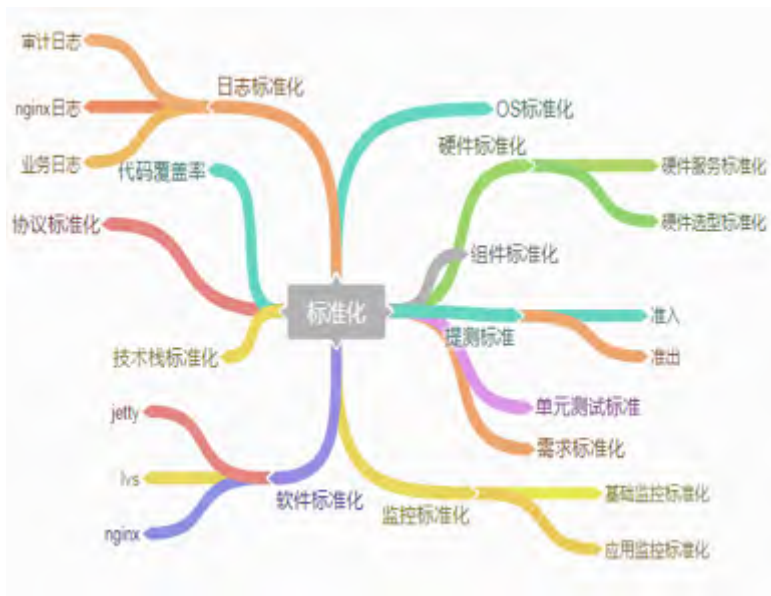 审计日志
nginx日志
业务日志
日志标准化
代码覆盖率
协议标准化
技术栈标准化
jetty
lvs
nginx
软件标准化
标准化
OS标准化
硬件标准化
硬件服务标准化
硬件选型标准化
组件标准化
提测标准
准入
准出
单元测试标准
需求标准化
监控标准化
基础监控标准化
应用监控标准化